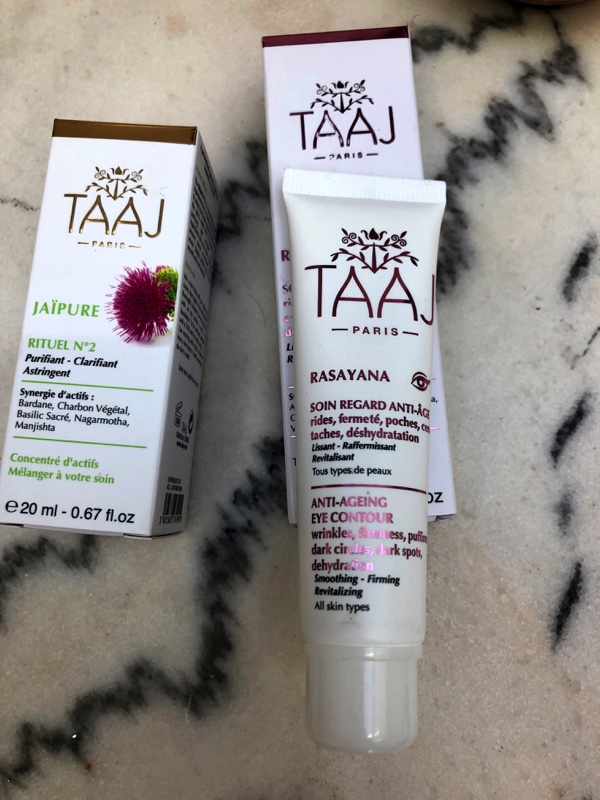 TAAJ
PARIS
JAÏPURE
RITUEL N°2
Purifiant - Clarifiant
Astringent
Synergie d'actifs :
Bardane, Charbon Végétal,
Basilic Sacré, Nagarmotha,
Manjishta
Concentré d'actifs
Mélanger à votre soin
℮20 ml - 0.67 fl.oz
TAAJ
PARIS
TAAJ
PARIS
RASAYANA
SOIN REGARD ANTI-ÂGE
rides, fermeté, poches,
taches, déshydratation
Lissant - Raffermissant
Revitalisant
Tous types de peaux
ANTI-AGEING
EYE CONTOUR
wrinkles, firmness,
dark circles, dark spots,
dehydration
Smoothing - Firming
Revitalizing
All skin types
oz